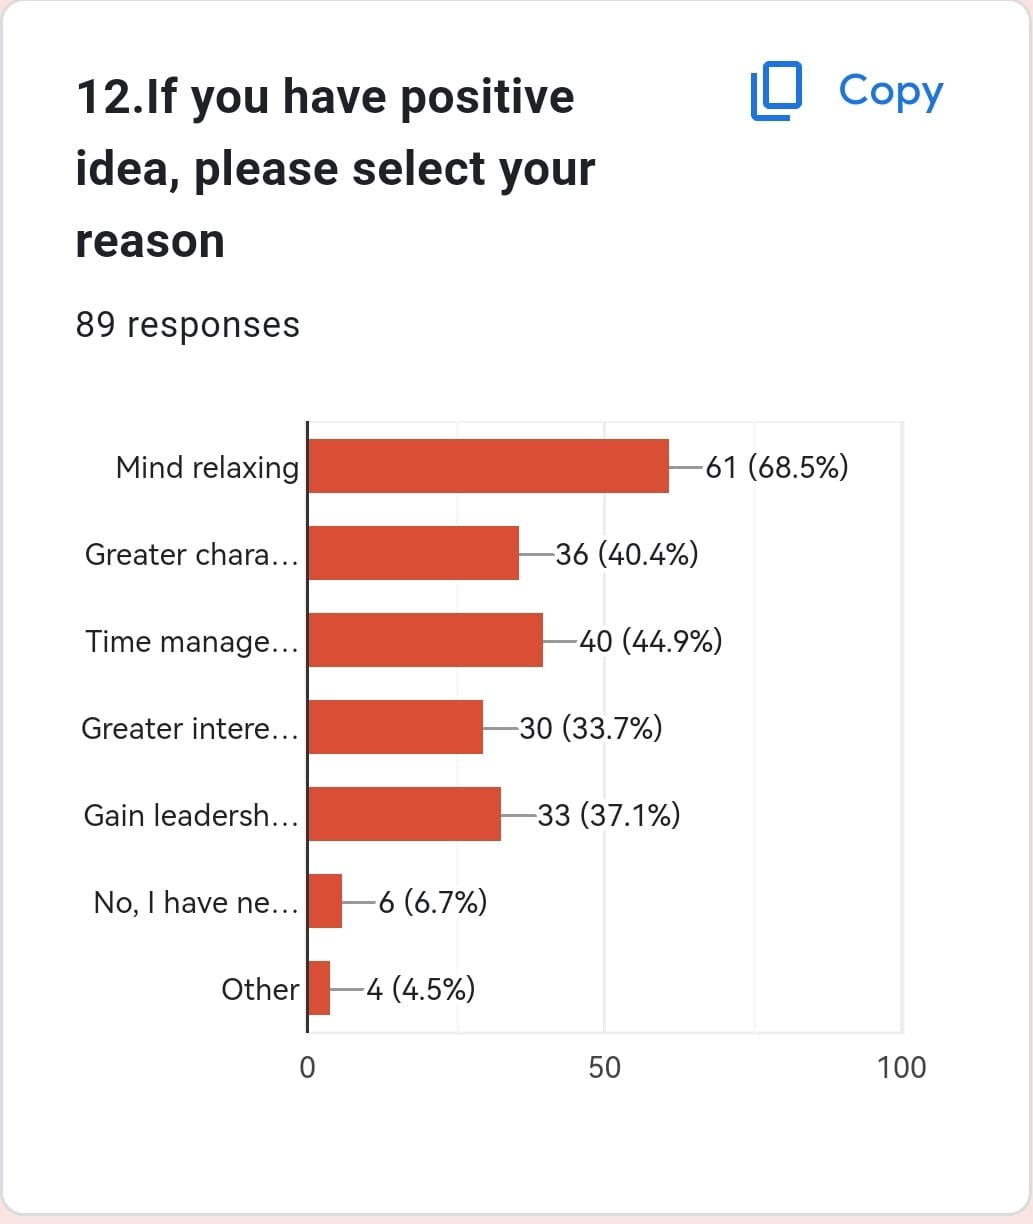 12.If you have positive
idea, please select your
reason
Copy
89 responses
Mind relaxing
61 (68.5%)
Greater chara...
36 (40.4%)
Time manage...
40 (44.9%)
Greater intere...
30 (33.7%)
Gain leadersh...
33 (37.1%)
No, I have ne...
6 (6.7%)
Other
4 (4.5%)
0 50 100